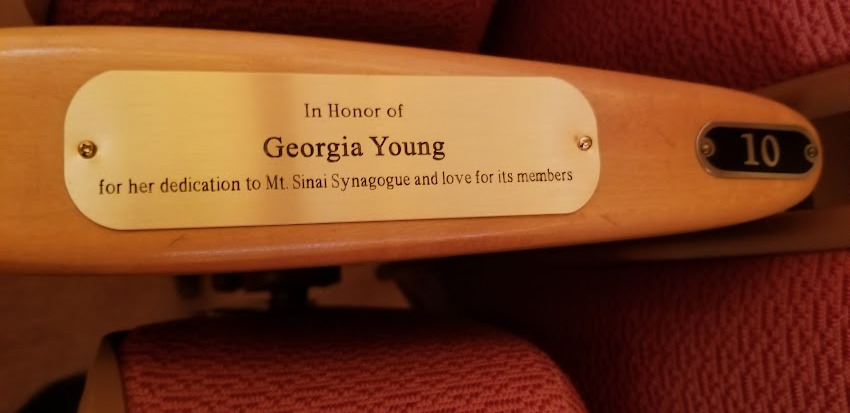 In Honor of
Georgia Young
for her dedication to Mt. Sinai Synagogue and love for its members
10